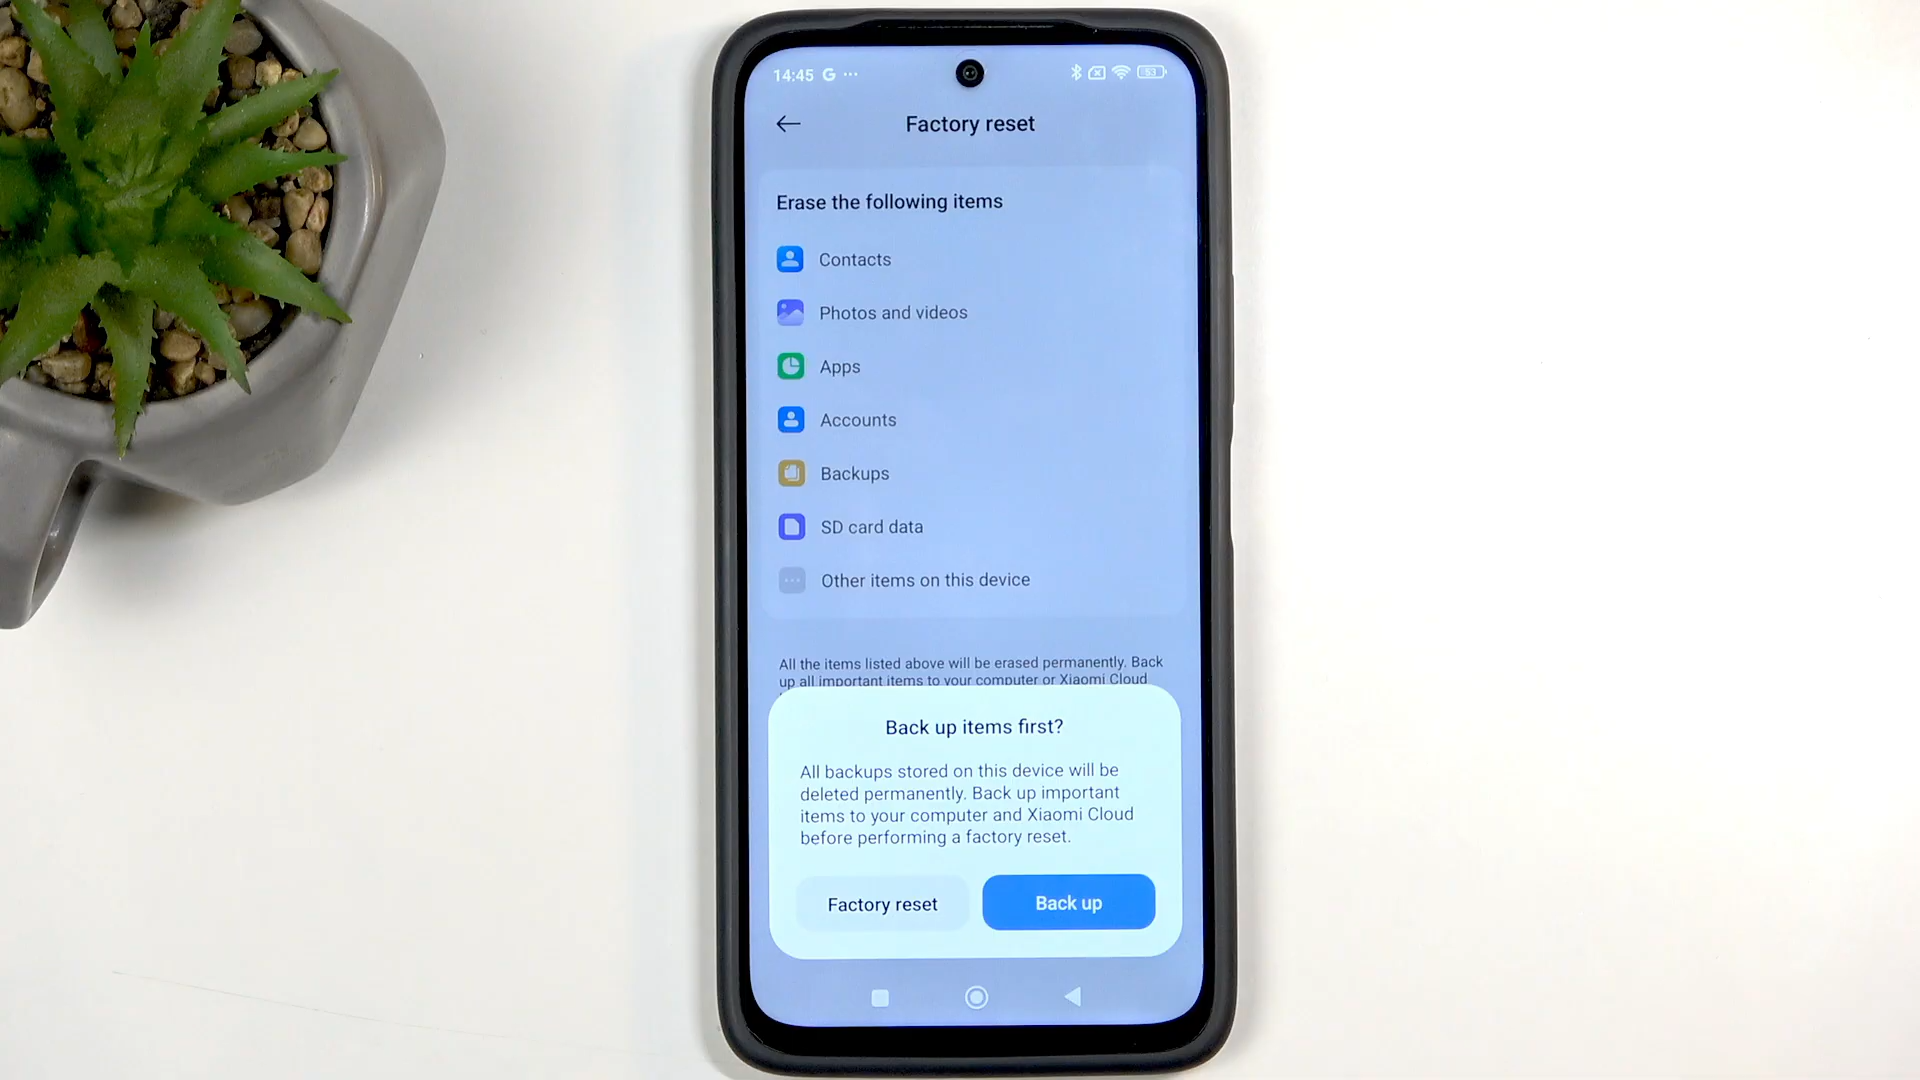 14:45 G ...
53
Factory reset
Erase the following items
Contacts
Photos and videos
Apps
Accounts
Backups
SD card data
Other items on this device
All the items listed above will be erased permanently. Back
up all important items to your computer or Xiaomi Cloud
Back up items first?
All backups stored on this device will be
deleted permanently. Back up important
items to your computer and Xiaomi Cloud
before performing a factory reset.
Factory reset
Back up